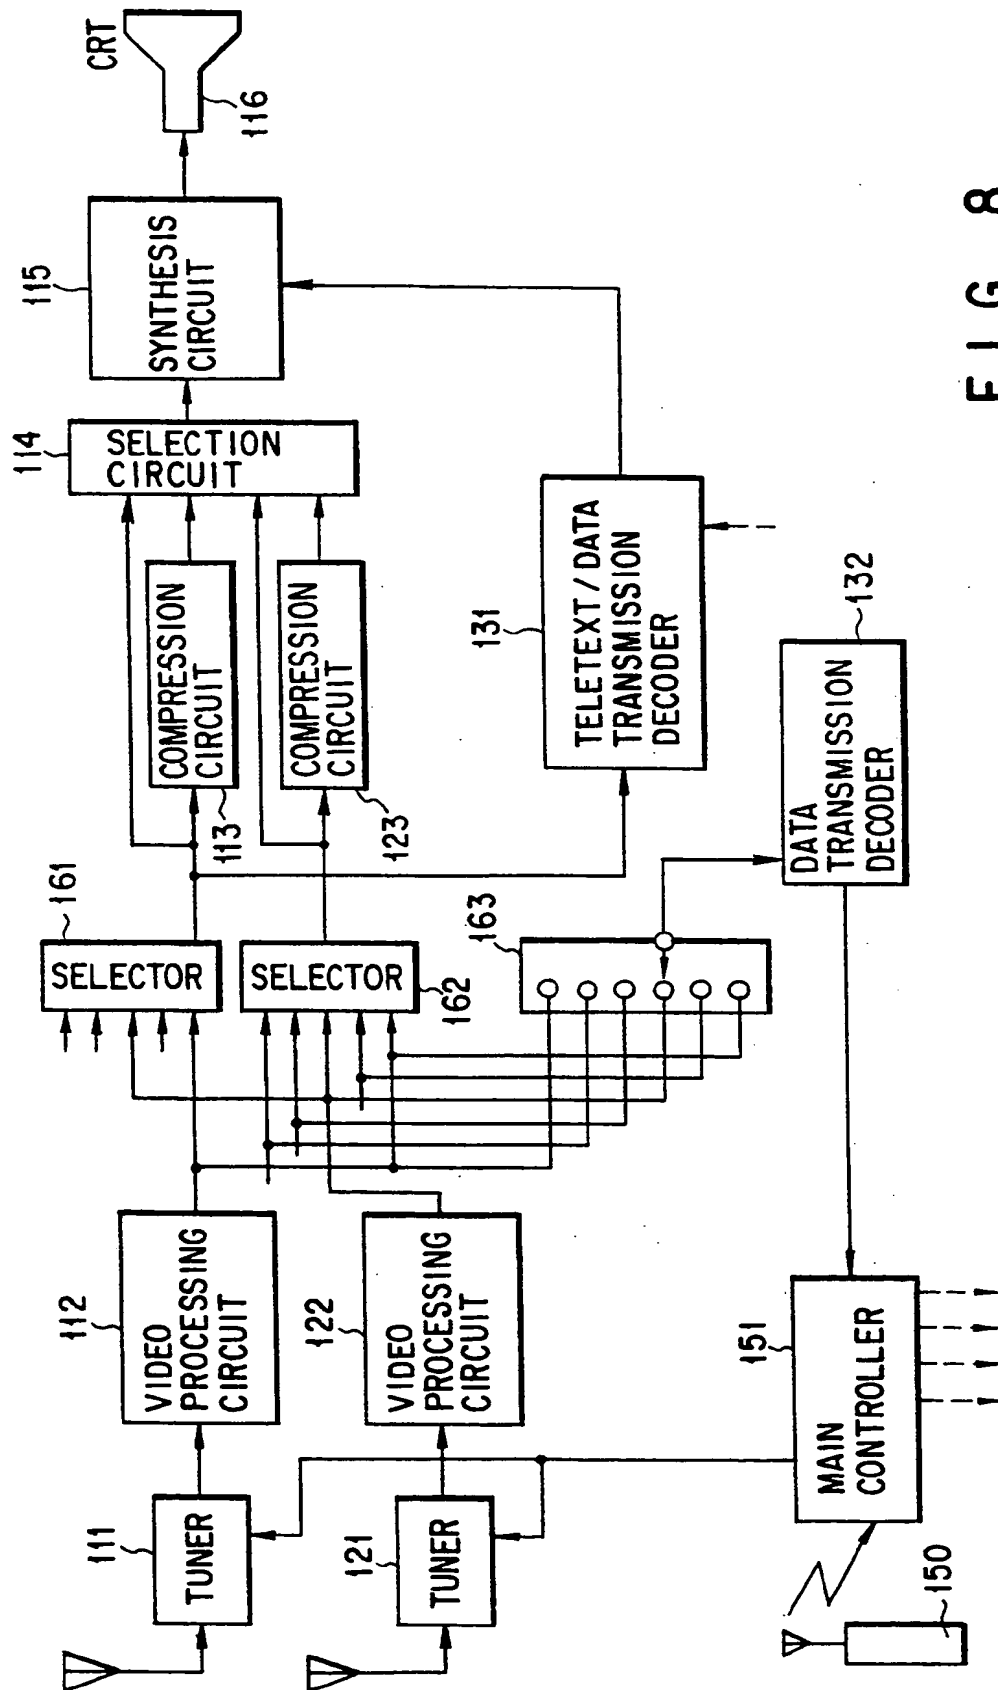 CRT
116
115
SYNTHESIS
CIRCUIT
114
SELECTION
CIRCUIT
COMPRESSION
CIRCUIT
113
COMPRESSION
CIRCUIT
123
161
SELECTOR
SELECTOR
162
163
131
TELETEXT/DATA
TRANSMISSION
DECODER
132
DATA
TRANSMISSION
DECODER
112
VIDEO
PROCESSING
CIRCUIT
122
VIDEO
PROCESSING
CIRCUIT
111
TUNER
121
TUNER
151
MAIN
CONTROLLER
150
FIG 8